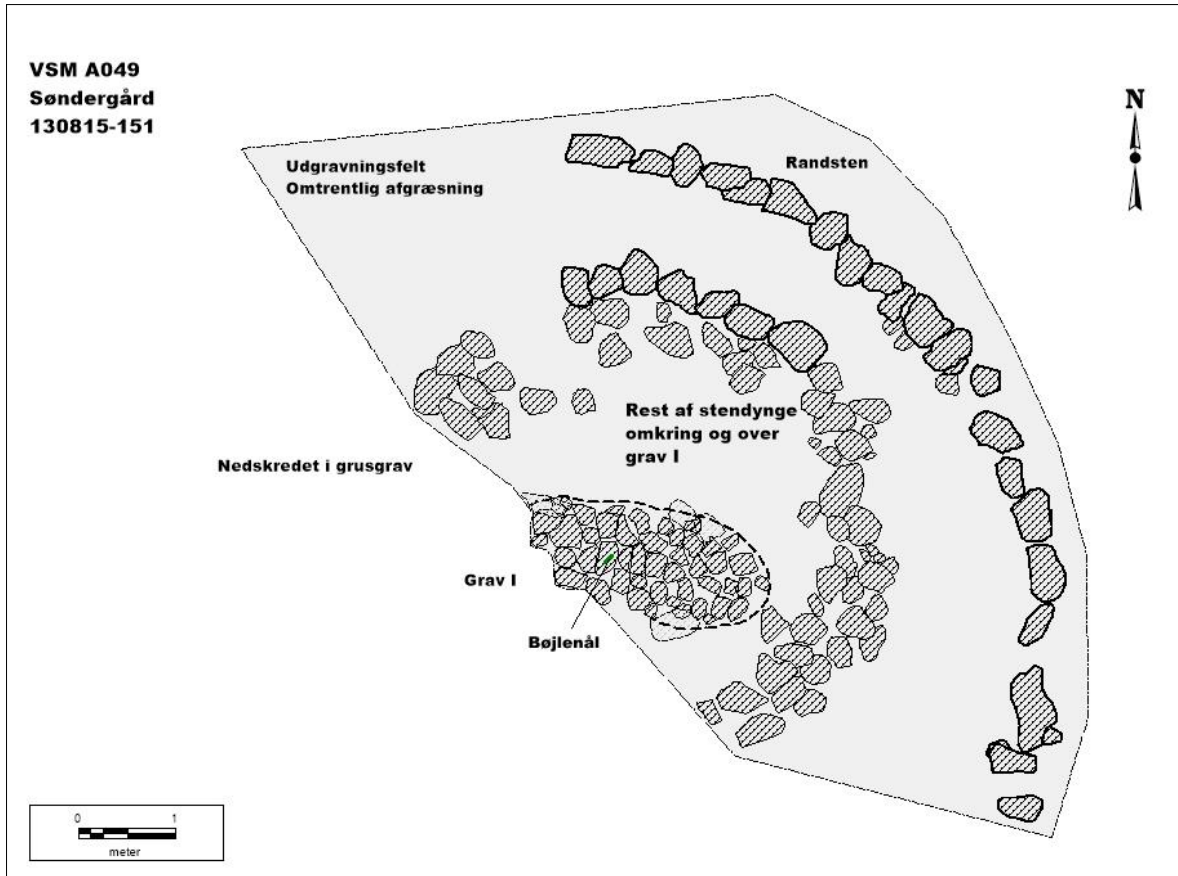 VSM A049
Søndergård
130815-151
N
Udgravningsfelt
Omtrentlig afgræsning
Randsten
Rest af stendynge
omkring og over
grav I
Nedskredet i grusgrav
Grav I
Bøjlenål
0 1
meter